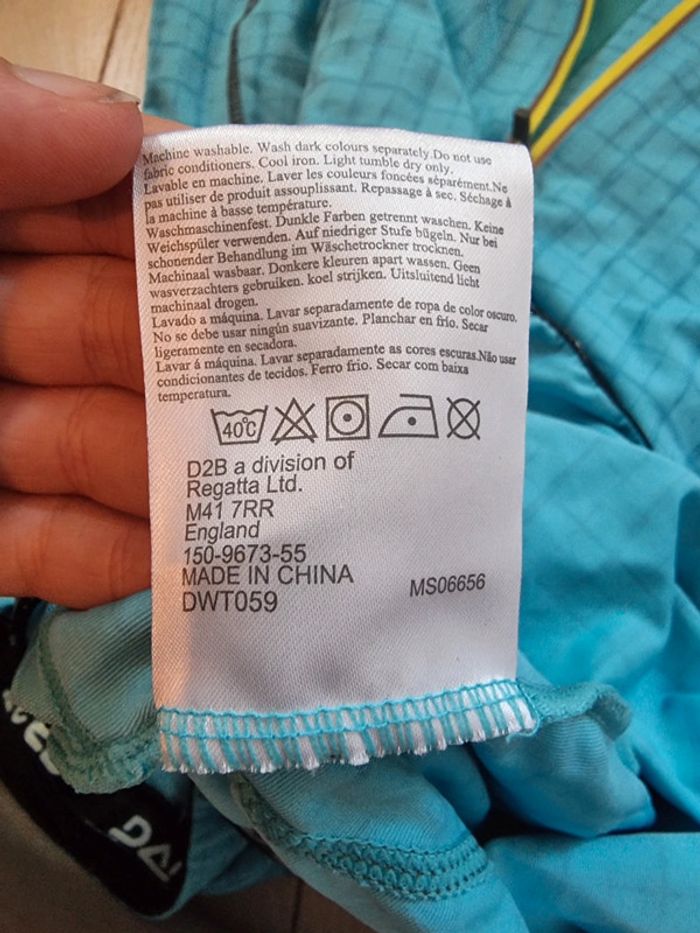 Machine washable. Wash dark colours separately.Do not use
fabric conditioners. Cool iron. Light tumble dry only.
Lavable en machine. Laver les couleurs foncées séparément.Ne
pas utiliser de produit assouplissant. Repassage à sec. Séchage à
la machine à basse température.
Waschmaschinenfest. Dunkle Farben getrennt waschen. Keine
Weichspüler verwenden. Auf niedriger Stufe bügeln. Nur bei
schonender Behandlung im Wäschetrockner trocknen.
Machinaal wasbaar. Donkere kleuren apart wassen. Geen
wasverzachters gebruiken. koel strijken. Uitsluitend licht
machinaal drogen.
Lavado a máquina. Lavar separadamente de ropa de color oscuro.
No se debe usar ningún suavizante. Planchar en frío. Secar
ligeramente en secadora.
Lavar á máquina. Lavar separadamente as cores escuras.Não usar
condicionantes de tecidos. Ferro frio. Secar com baixa
temperatura.
40°C
D2B a division of
Regatta Ltd.
M41 7RR
England
150-9673-55
MADE IN CHINA
DWT059
MS06656